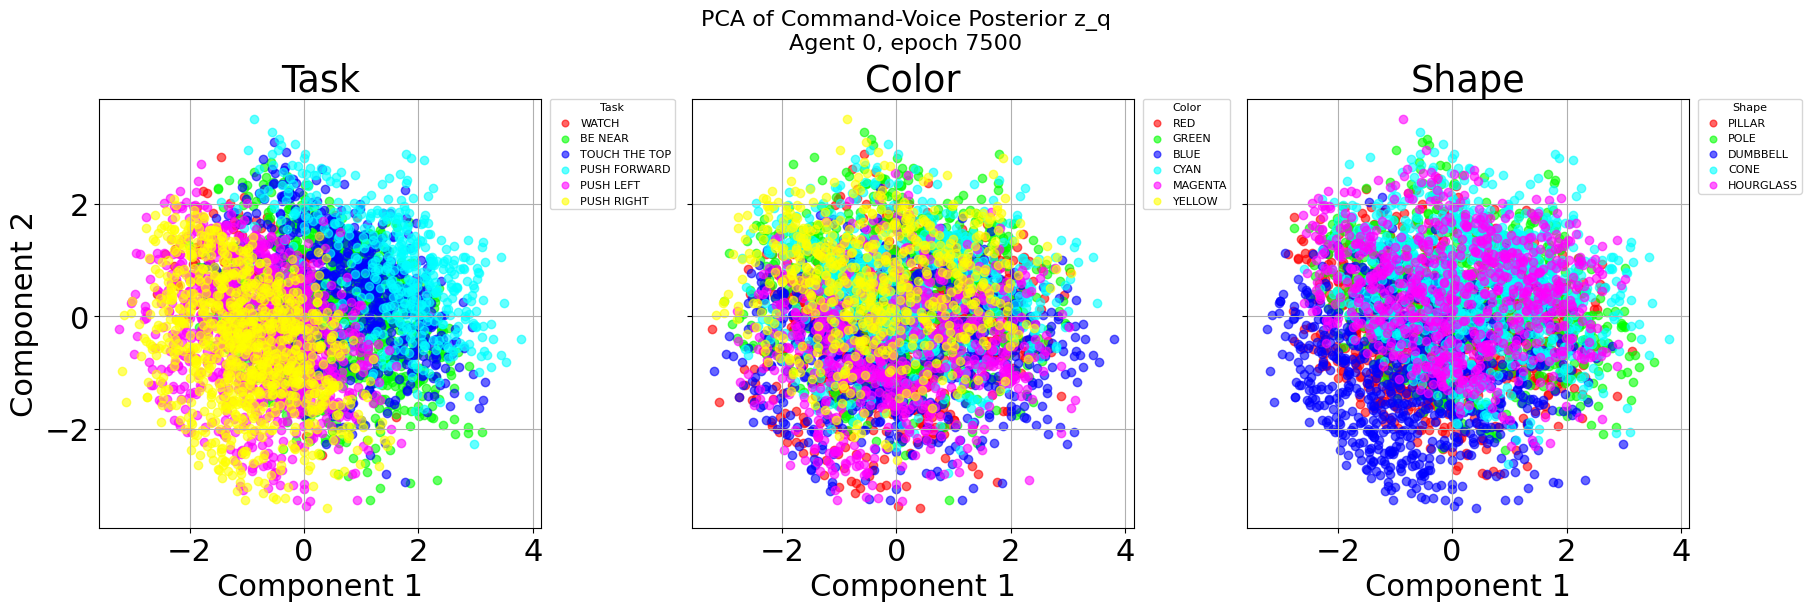 PCA of Command-Voice Posterior z_q
Agent 0, epoch 7500
Task
Component 2
2
0
−2
−2
0
2
4
Component 1
Task
WATCH
BE NEAR
TOUCH THE TOP
PUSH FORWARD
PUSH LEFT
PUSH RIGHT
Color
−2
0
2
4
Component 1
Color
RED
GREEN
BLUE
CYAN
MAGENTA
YELLOW
Shape
−2
0
2
4
Component 1
Shape
PILLAR
POLE
DUMBBELL
CONE
HOURGLASS